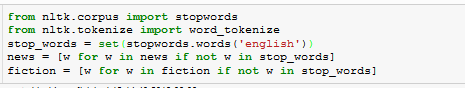 from nltk.corpus import stopwords
from nltk.tokenize import word_tokenize
stop_words = set(stopwords.words('english'))
news = [w for w in news if not w in stop_words]
fiction = [w for w in fiction if not w in stop_words]